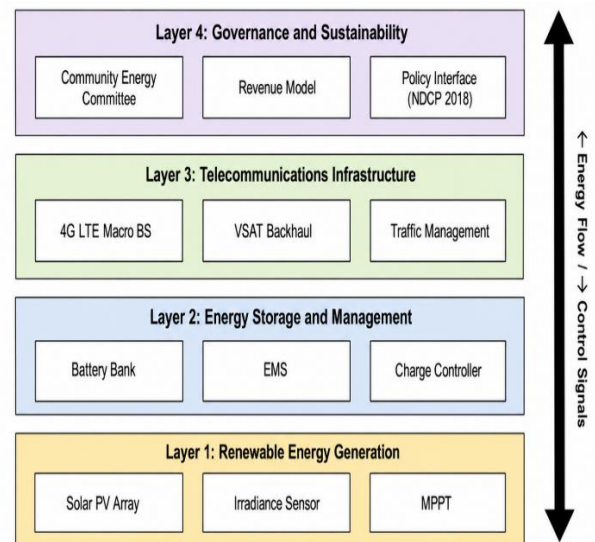 Layer 4: Governance and Sustainability
Community Energy
Committee
Revenue Model
Policy Interface
(NDCP 2018)
Layer 3: Telecommunications Infrastructure
4G LTE Macro BS
VSAT Backhaul
Traffic Management
Layer 2: Energy Storage and Management
Battery Bank
EMS
Charge Controller
Layer 1: Renewable Energy Generation
Solar PV Array
Irradiance Sensor
MPPT
← Energy Flow / → Control Signals